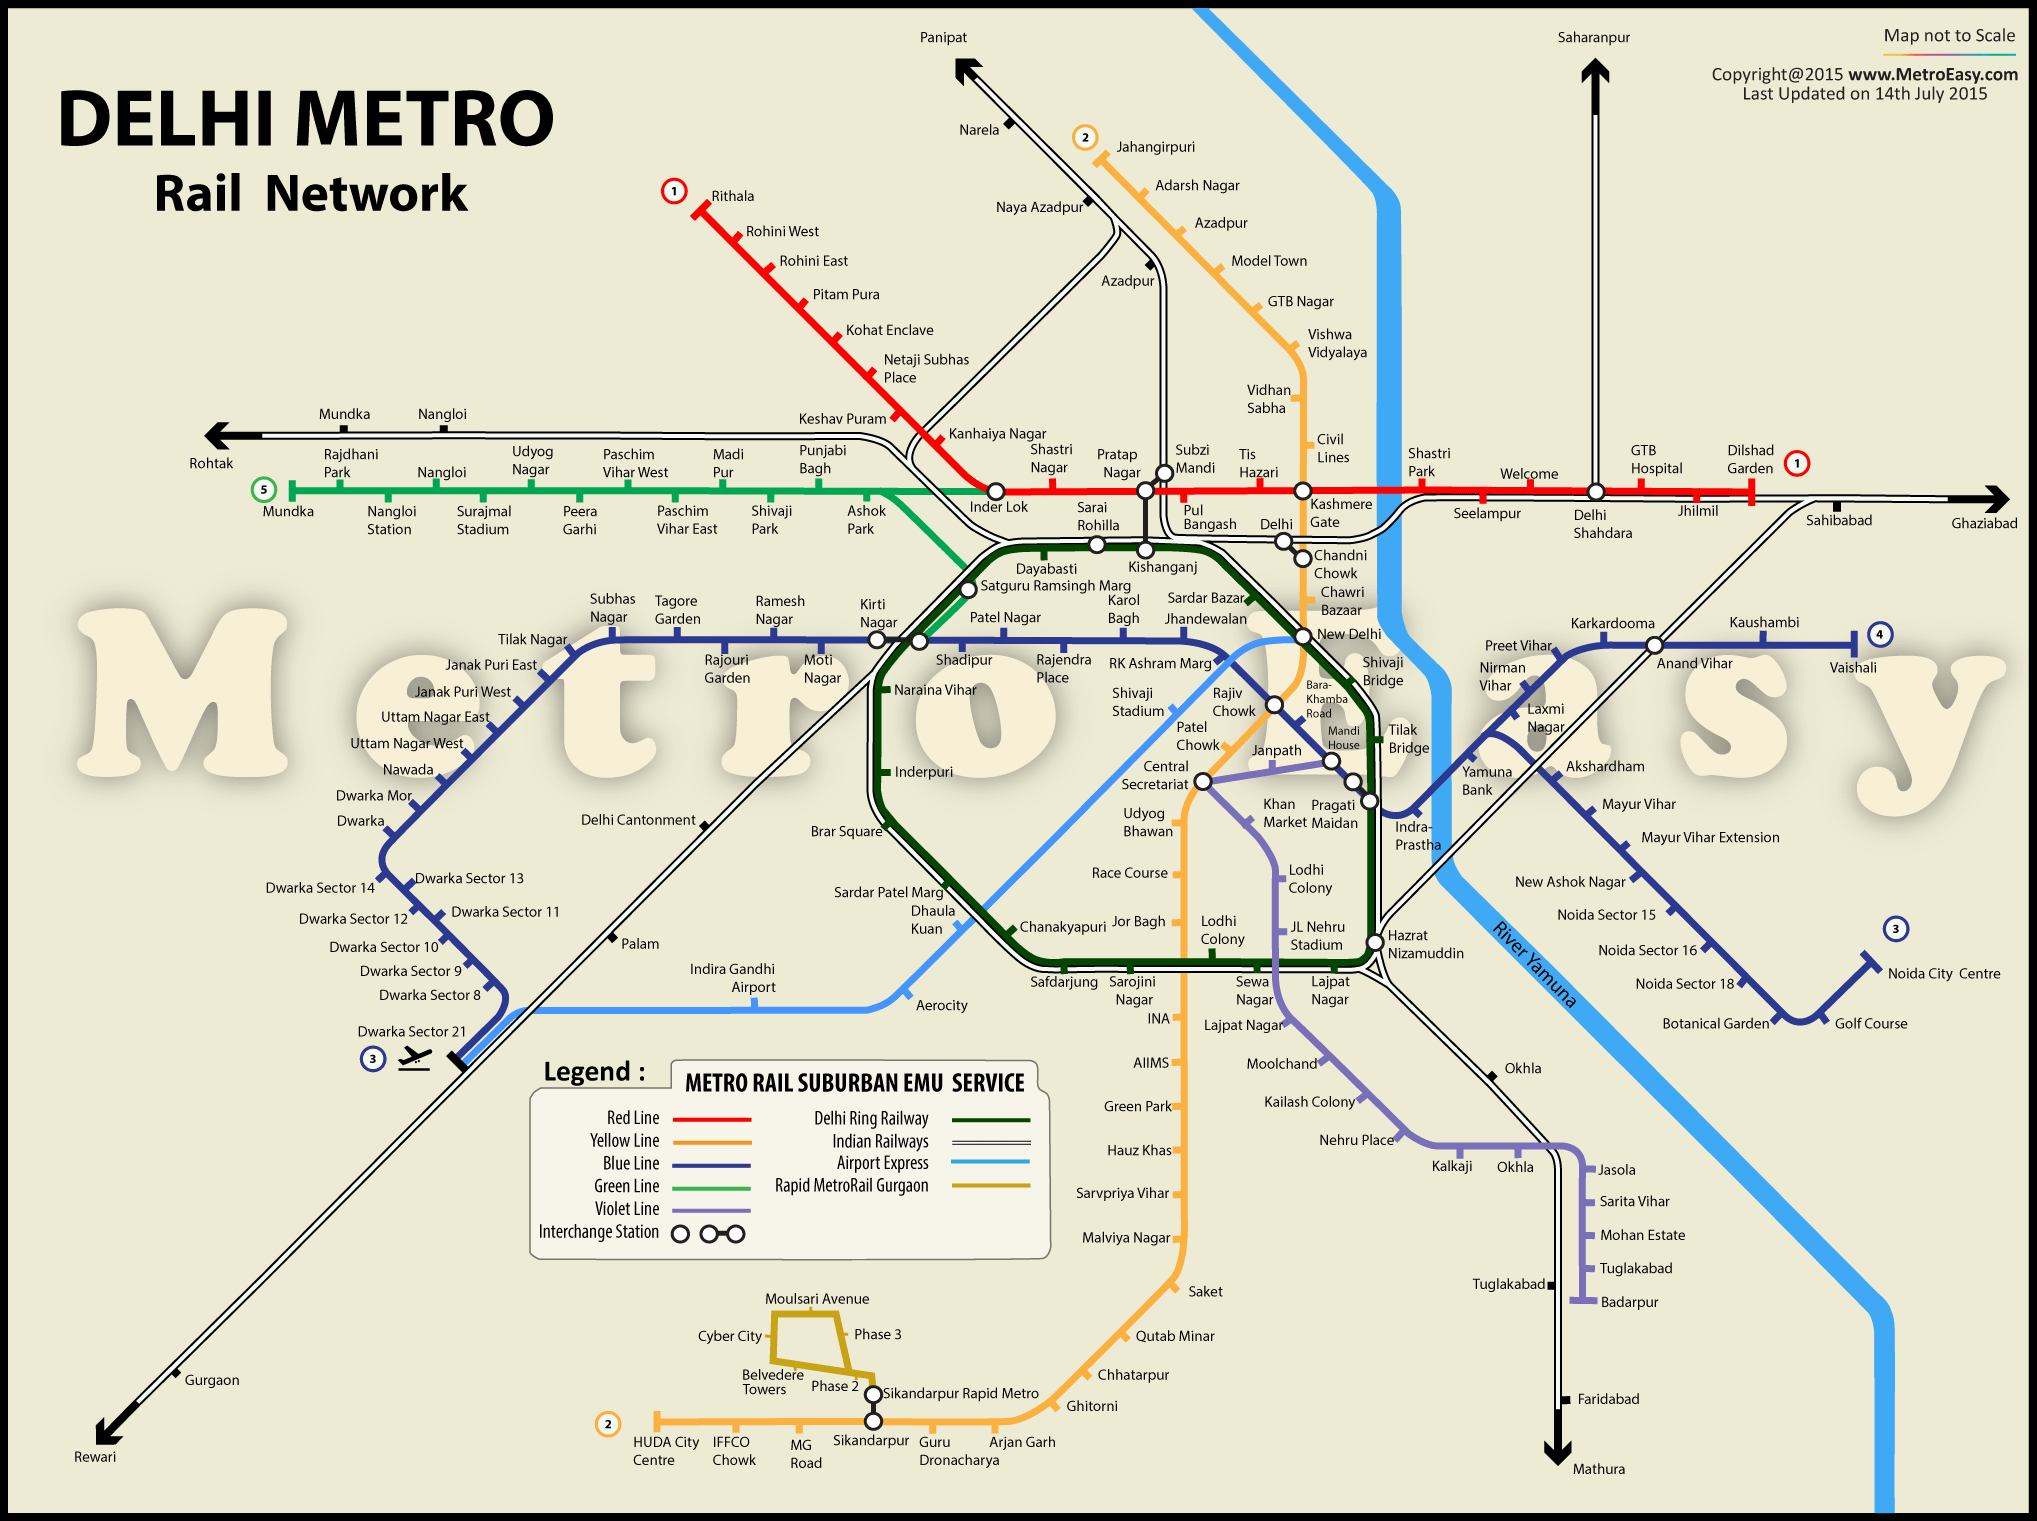 DELHI METRO
Rail Network
Map not to Scale
Copyright@2015 www.MetroEasy.com
Last Updated on 14th July 2015
Panipat
Saharanpur
Narela
Naya Azadpur
Azadpur
2
Jahangirpuri
Adarsh Nagar
Azadpur
Model Town
GTB Nagar
Vishwa
Vidyalaya
Vidhan
Sabha
Civil
Lines
1
Rithala
Rohini West
Rohini East
Pitam Pura
Kohat Enclave
Netaji Subhas
Place
Keshav Puram
Kanhaiya Nagar
Inder Lok
Shastri
Nagar
Pratap
Nagar
Subzi
Mandi
Pul
Bangash
Tis
Hazari
Kashmere
Gate
Shastri
Park
Seelampur
Welcome
Delhi
Shahdara
GTB
Hospital
Jhilmil
Dilshad
Garden
1
Sahibabad
Ghaziabad
Rohtak
Mundka
Nangloi
5
Mundka
Rajdhani
Park
Nangloi
Station
Nangloi
Surajmal
Stadium
Udyog
Nagar
Peera
Garhi
Paschim
Vihar West
Paschim
Vihar East
Madi
Pur
Shivaji
Park
Punjabi
Bagh
Ashok
Park
Sarai
Rohilla
Delhi
Chandni
Chowk
Chawri
Bazaar
Dayabasti
Kishanganj
Satguru Ramsingh Marg
Sardar Bazar
New Delhi
Metro Easy
Subhas
Nagar
Tagore
Garden
Ramesh
Nagar
Kirti
Nagar
Tilak Nagar
Rajouri
Garden
Moti
Nagar
Shadipur
Patel Nagar
Rajendra
Place
Karol
Bagh
Jhandewalan
RK Ashram Marg
Janak Puri East
Janak Puri West
Uttam Nagar East
Uttam Nagar West
Nawada
Dwarka Mor
Dwarka
Dwarka Sector 14
Dwarka Sector 13
Dwarka Sector 12
Dwarka Sector 11
Dwarka Sector 10
Dwarka Sector 9
Dwarka Sector 8
Dwarka Sector 21
3
Naraina Vihar
Inderpuri
Brar Square
Sardar Patel Marg
Dhaula
Kuan
Chanakyapuri
Delhi Cantonment
Palam
Indira Gandhi
Airport
Aerocity
Shivaji
Stadium
Rajiv
Chowk
Bara-
Khamba
Road
Mandi
House
Shivaji
Bridge
Tilak
Bridge
Patel
Chowk
Janpath
Central
Secretariat
Khan
Market
Pragati
Maidan
Indra-
Prastha
Yamuna
Bank
Laxmi
Nagar
Nirman
Vihar
Preet Vihar
Karkardooma
Anand Vihar
Kaushambi
Vaishali
4
Akshardham
Mayur Vihar
Mayur Vihar Extension
New Ashok Nagar
Noida Sector 15
Noida Sector 16
Noida Sector 18
Botanical Garden
Golf Course
Noida City Centre
3
River Yamuna
Udyog
Bhawan
Race Course
Jor Bagh
Lodhi
Colony
Lodhi
Colony
JL Nehru
Stadium
Hazrat
Nizamuddin
Safdarjung
Sarojini
Nagar
Sewa
Nagar
Lajpat
Nagar
Lajpat Nagar
Moolchand
Kailash Colony
Nehru Place
Kalkaji
Okhla
Okhla
Jasola
Sarita Vihar
Mohan Estate
Tuglakabad
Badarpur
Tuglakabad
Faridabad
Mathura
INA
AIIMS
Green Park
Hauz Khas
Sarvpriya Vihar
Malviya Nagar
Saket
Qutab Minar
Chhatarpur
Ghitorni
Arjan Garh
Guru
Dronacharya
Sikandarpur
MG
Road
IFFCO
Chowk
HUDA City
Centre
2
Sikandarpur Rapid Metro
Phase 2
Belvedere
Towers
Cyber City
Moulsari Avenue
Phase 3
Gurgaon
Rewari
Legend :
METRO RAIL SUBURBAN EMU SERVICE
Red Line
Yellow Line
Blue Line
Green Line
Violet Line
Interchange Station
Delhi Ring Railway
Indian Railways
Airport Express
Rapid MetroRail Gurgaon